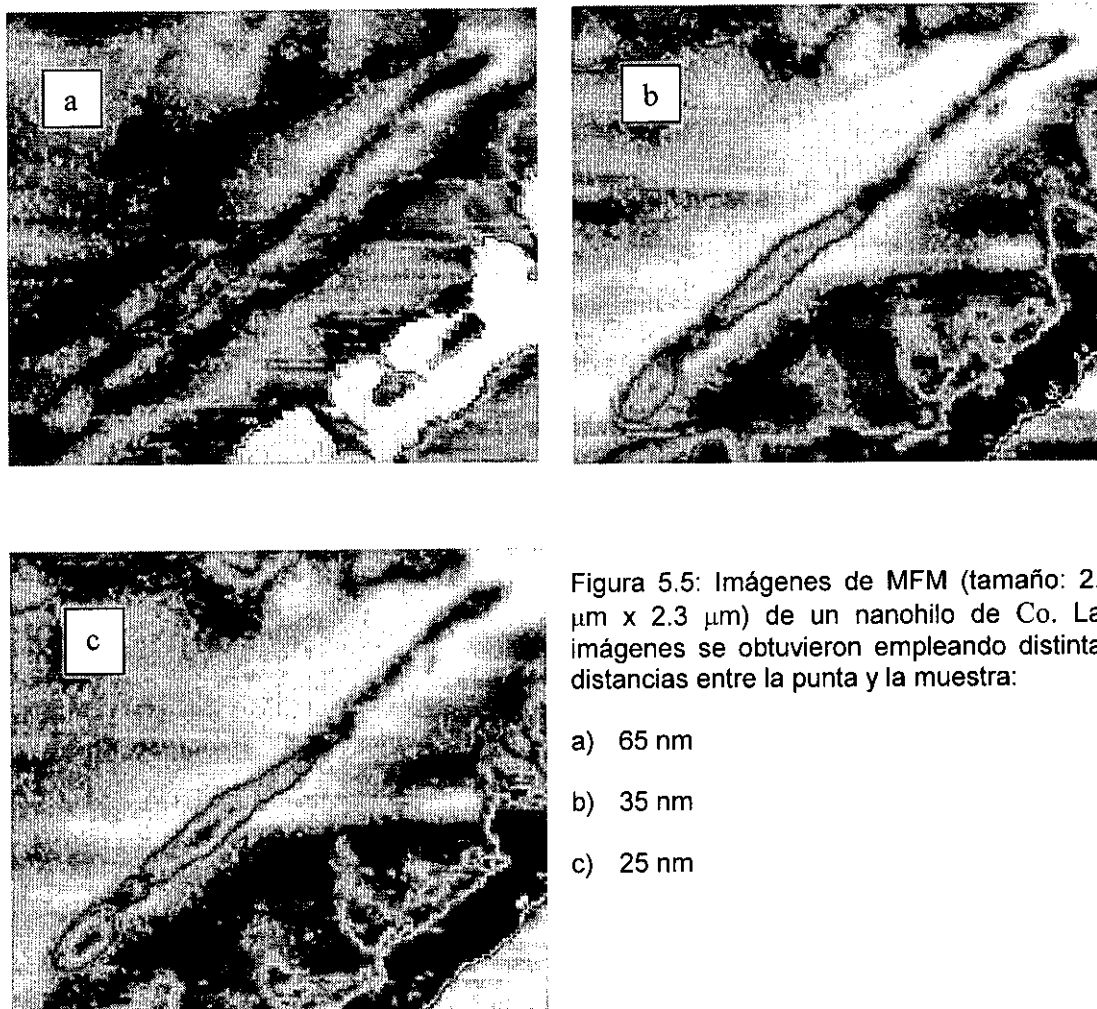 a
b
c
Figura 5.5: Imágenes de MFM (tamaño: 2.
µm x 2.3 µm) de un nanohilo de Co. La
imágenes se obtuvieron empleando distinta
distancias entre la punta y la muestra:
a) 65 nm
b) 35 nm
c) 25 nm